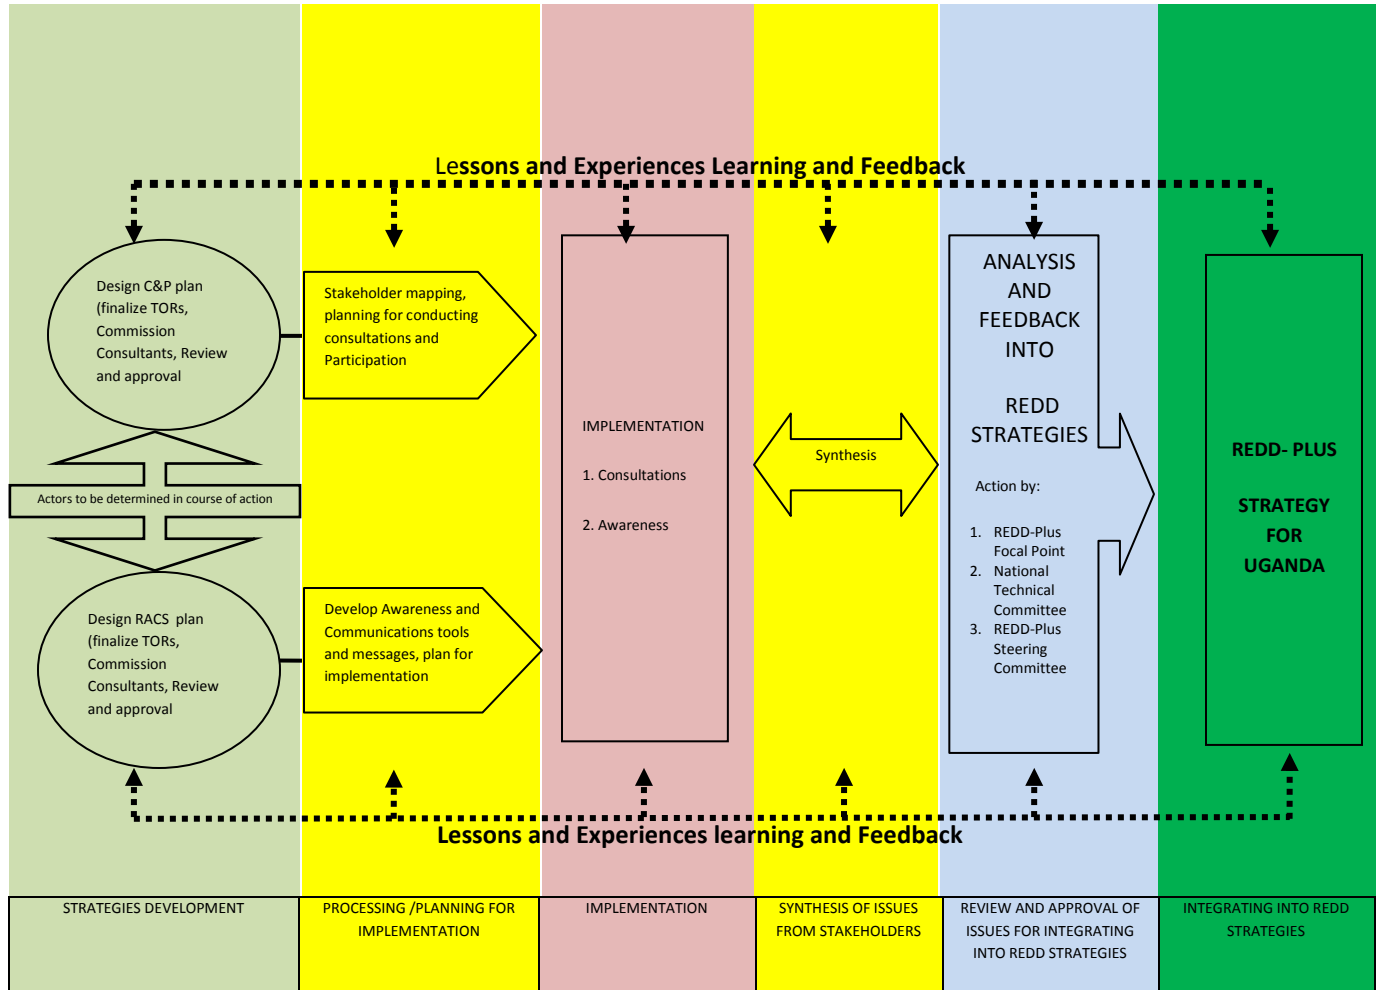 Lessons and Experiences Learning and Feedback
Design C&P plan
(finalize TORs,
Commission
Consultants, Review
and approval
Stakeholder mapping,
planning for conducting
consultations and
Participation
Actors to be determined in course of action
Design RACS plan
(finalize TORs,
Commission
Consultants, Review
and approval
Develop Awareness and
Communications tools
and messages, plan for
implementation
IMPLEMENTATION
1. Consultations
2. Awareness
Synthesis
ANALYSIS
AND
FEEDBACK
INTO
REDD
STRATEGIES
Action by:
1. REDD-Plus
Focal Point
2. National
Technical
Committee
3. REDD-Plus
Steering
Committee
REDD- PLUS
STRATEGY
FOR
UGANDA
Lessons and Experiences learning and Feedback
STRATEGIES DEVELOPMENT
PROCESSING /PLANNING FOR
IMPLEMENTATION
IMPLEMENTATION
SYNTHESIS OF ISSUES
FROM STAKEHOLDERS
REVIEW AND APPROVAL OF
ISSUES FOR INTEGRATING
INTO REDD STRATEGIES
INTEGRATING INTO REDD
STRATEGIES